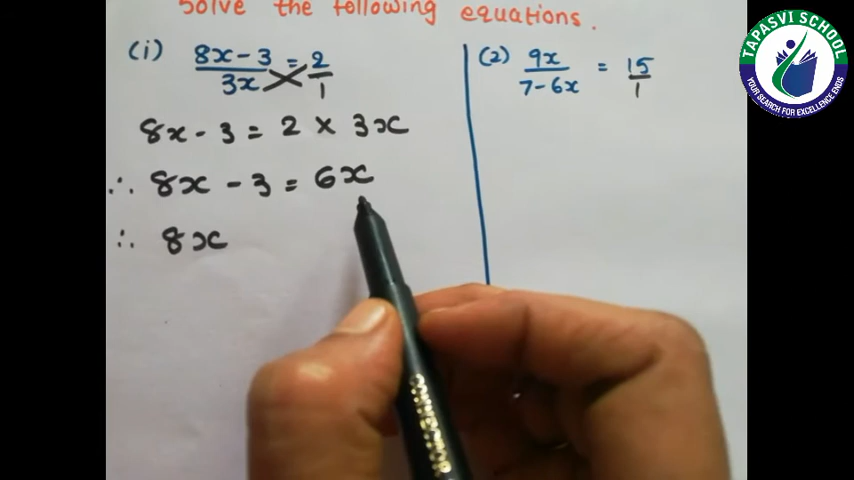 Solve the following equations.
(i) 8x - 3 / 3x = 2 / 1
8x - 3 = 2 × 3x
∴ 8x - 3 = 6x
∴ 8x
(2) 9x / 7 - 6x = 15 / 1
TAPASVI SCHOOL
YOUR SEARCH FOR EXCELLENCE ENDS